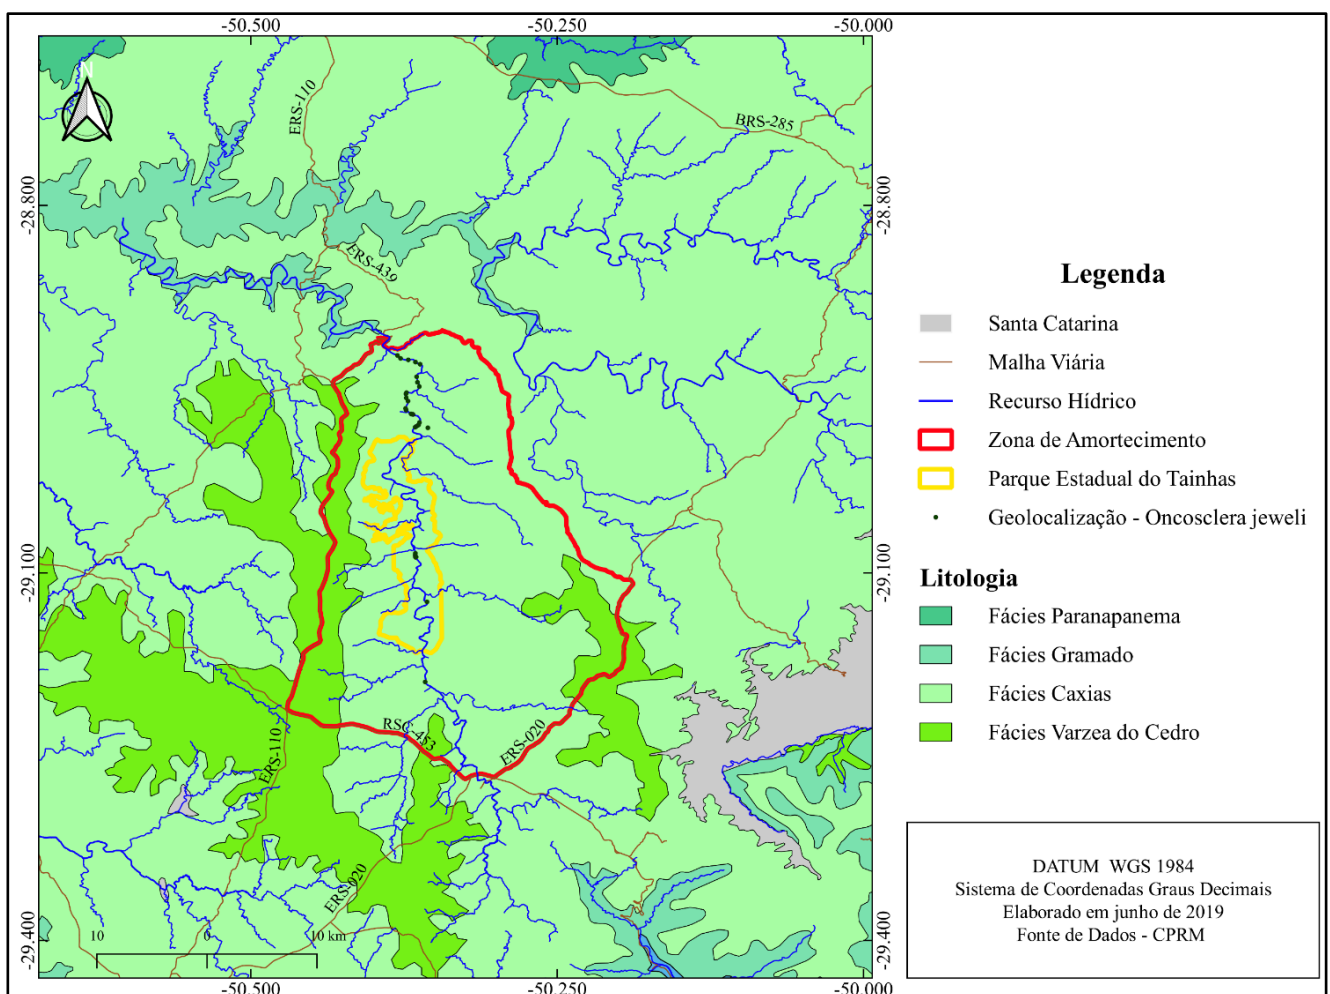 -50.500
-50.250
-50.000
N
ERS-110
BRS-285
-28.800
-28.800
ERS-439
-29.100
-29.100
RSC-453
ERS-020
ERS-110
ERS-020
-29.400
-29.400
10
0
10 km
-50.500
-50.250
-50.000
Legenda
Santa Catarina
Malha Viária
Recurso Hídrico
Zona de Amortecimento
Parque Estadual do Tainhas
Geolocalização - Oncosclera jeweli
Litologia
Fácies Paranapanema
Fácies Gramado
Fácies Caxias
Fácies Varzea do Cedro
DATUM WGS 1984
Sistema de Coordenadas Graus Decimais
Elaborado em junho de 2019
Fonte de Dados - CPRM